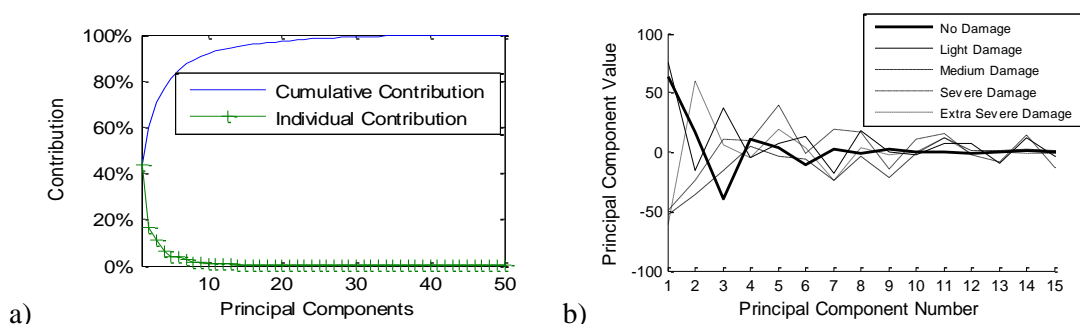 a)
Contribution
100%
80%
60%
40%
20%
0%
Cumulative Contribution
Individual Contribution
10 20 30 40 50
Principal Components
b)
Principal Component Value
100
50
0
-50
-100
No Damage
Light Damage
Medium Damage
Severe Damage
Extra Severe Damage
1 2 3 4 5 6 7 8 9 10 11 12 13 14 15
Principal Component Number